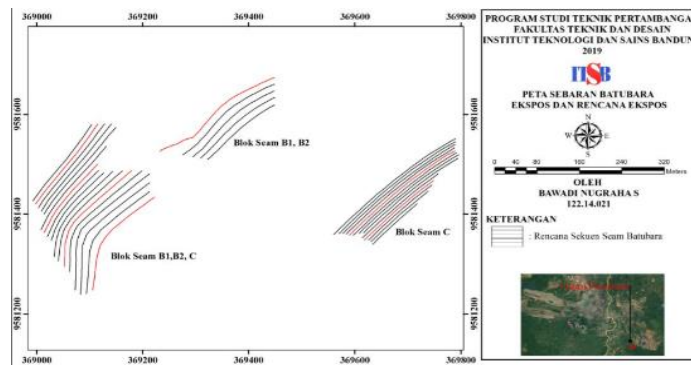 369000 369200 369400 369600 369800
9581600
9581400
9581200
Blok Seam B1, B2
Blok Seam C
Blok Seam B1,B2, C
369000 369200 369400 369600 369800
PROGRAM STUDI TEKNIK PERTAMBANGA
FAKULTAS TEKNIK DAN DESAIN
INSTITUT TEKNOLOGI DAN SAINS BANDUN
2019
ITSB
PETA SEBARAN BATUBARA
EKSPOS DAN RENCANA EKSPOS
N
W E
S
0 40 80 160 240 320
Meters
OLEH
BAWADI NUGRAHA S
122.14.021
KETERANGAN
: Rencana Sekuen Seam Batubara